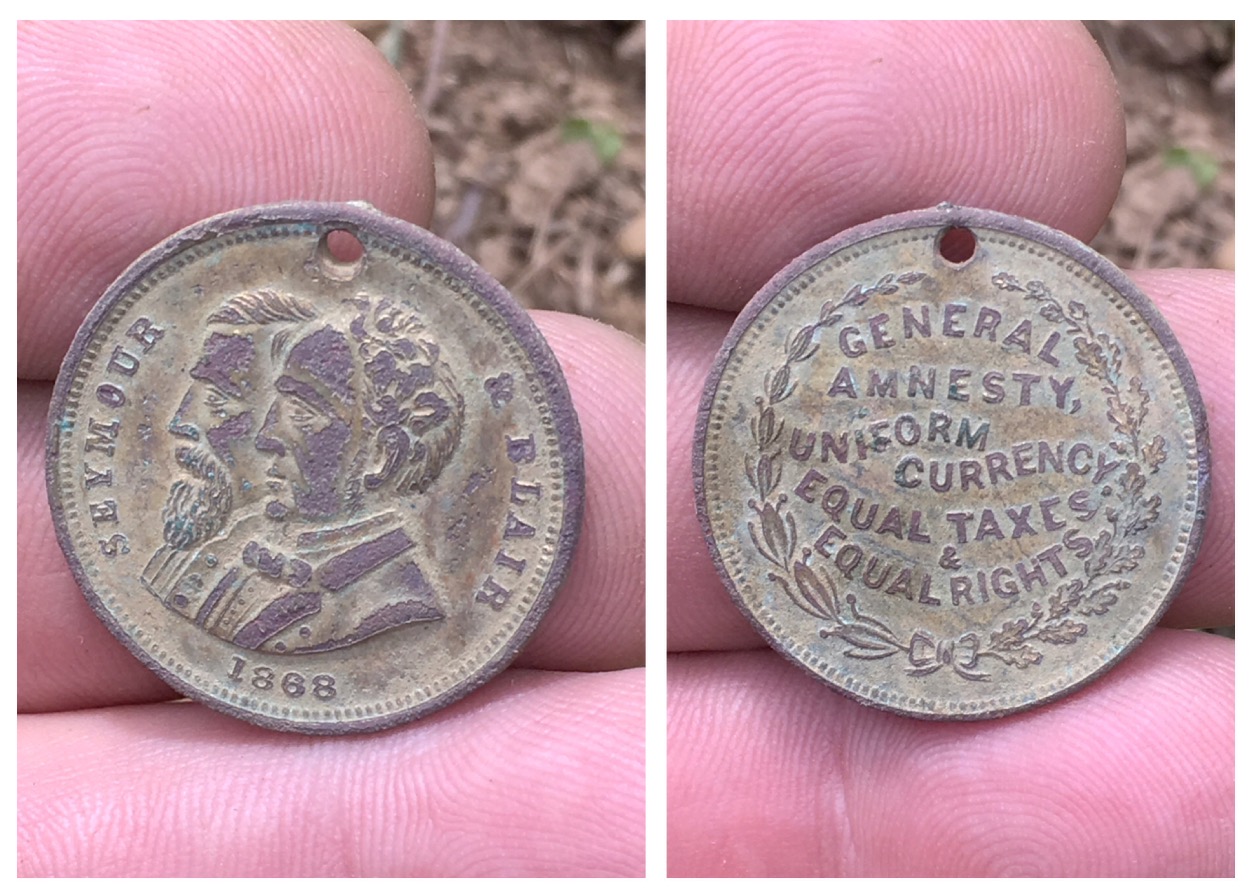 SEYMOUR & BLAIR
1868
GENERAL
AMNESTY,
UNIFORM
CURRENCY
EQUAL TAXES
&
EQUAL RIGHTS